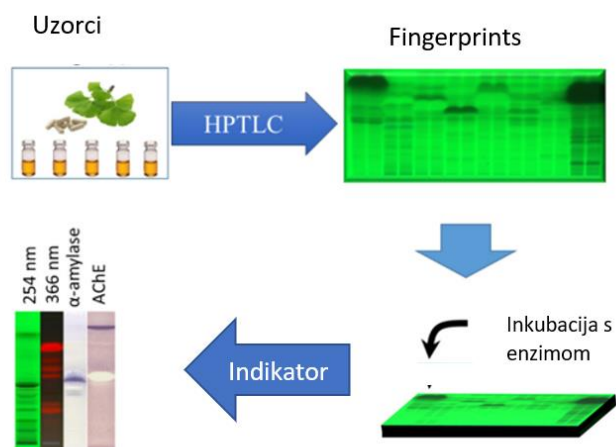 Uzorci
Fingerprints
HPTLC
254 nm
366 nm
α-amylase
AChE
Indikator
Inkubacija s
enzimom